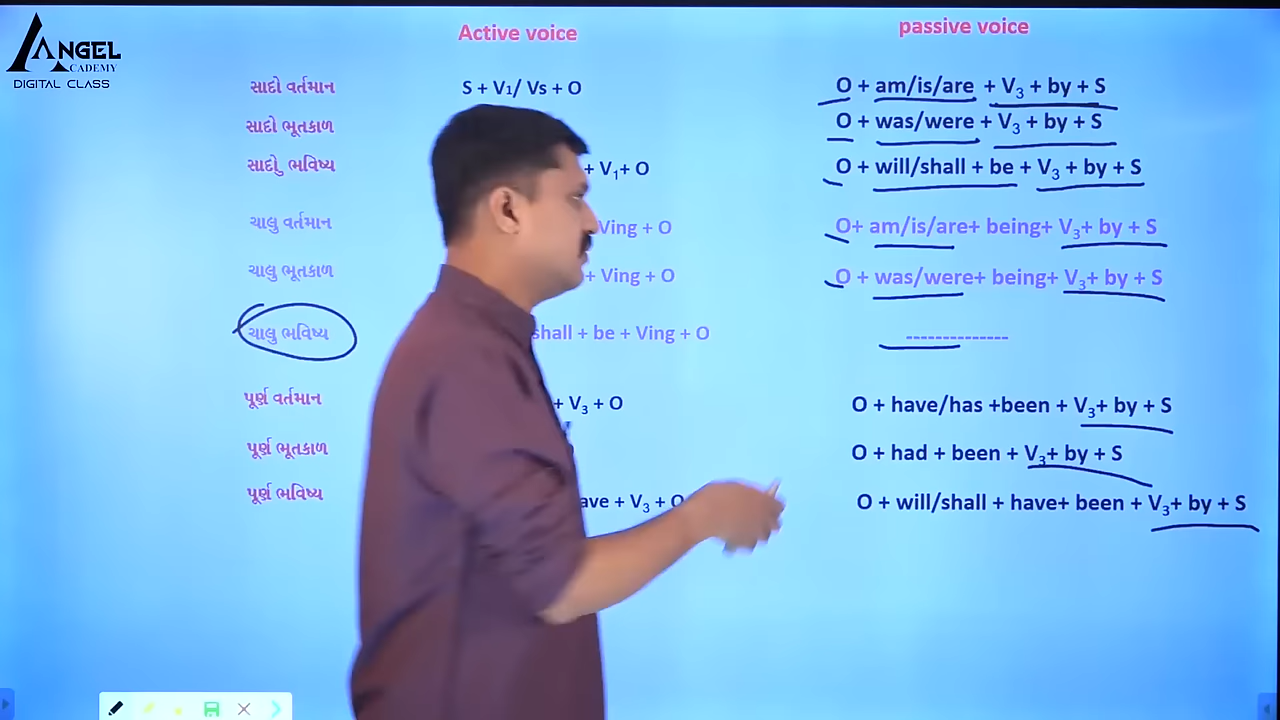 ANGEL
ACADEMY
DIGITAL CLASS
Active voice passive voice
સાદો વર્તમાન S + V₁/ Vs + O O + am/is/are + V₃ + by + S
સાદો ભૂતકાળ O + was/were + V₃ + by + S
સાદો ભવિષ્ય + V₁+ O O + will/shall + be + V₃ + by + S
ચાલુ વર્તમાન Ving + O O+ am/is/are+ being+ V₃+ by + S
ચાલુ ભૂતકાળ + Ving + O O + was/were+ being+ V₃+ by + S
ચાલુ ભવિષ્ય shall + be + Ving + O --------------
પૂર્ણ વર્તમાન + V₃ + O O + have/has +been + V₃+ by + S
પૂર્ણ ભૂતકાળ O + had + been + V₃+ by + S
પૂર્ણ ભવિષ્ય ave + V₃ + O O + will/shall + have+ been + V₃+ by + S